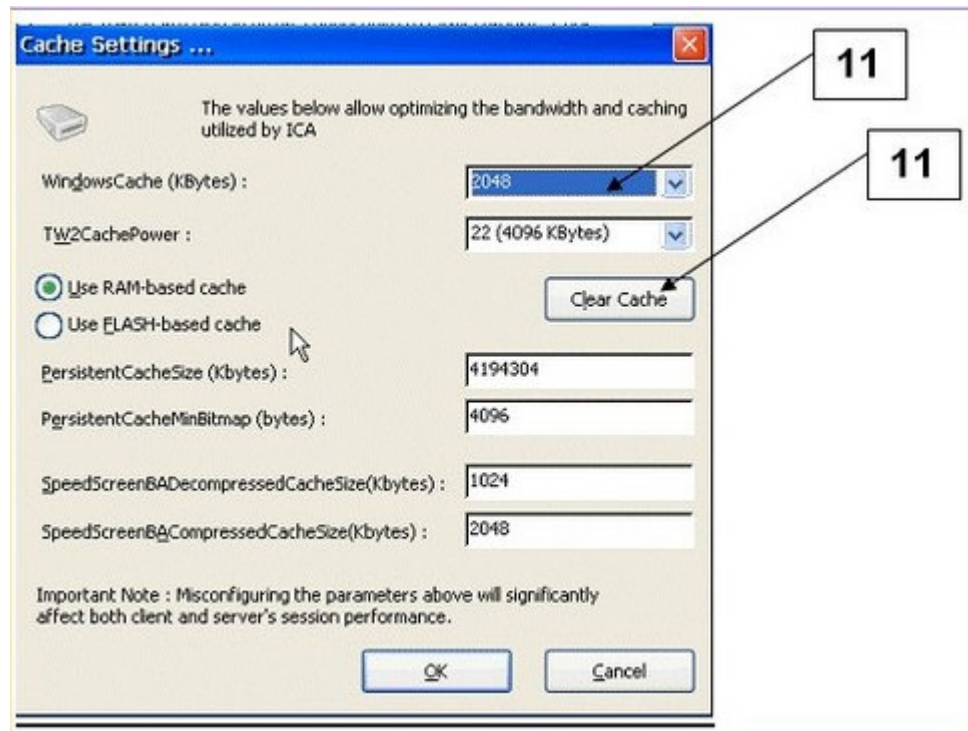 Cache Settings ...
11
The values below allow optimizing the bandwidth and caching
utilized by ICA
11
WindowsCache (KBytes) :
2048
TW2CachePower :
22 (4096 KBytes)
Use RAM-based cache
Clear Cache
Use FLASH-based cache
PersistentCacheSize (Kbytes) :
4194304
PersistentCacheMinBitmap (bytes) :
4096
SpeedScreenBADecompressedCacheSize(Kbytes) :
1024
SpeedScreenBACompressedCacheSize(Kbytes) :
2048
Important Note : Misconfiguring the parameters above will significantly
affect both client and server's session performance.
OK
Cancel